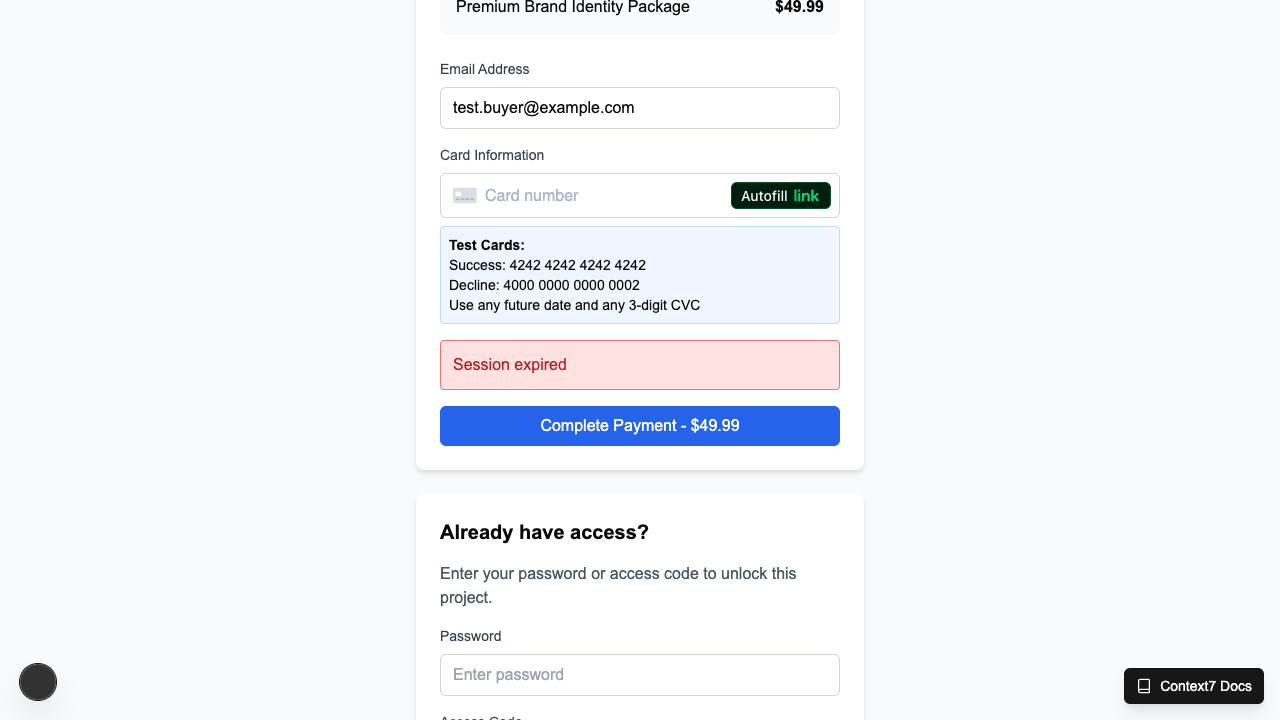 Premium Brand Identity Package $49.99
Email Address
test.buyer@example.com
Card Information
Card number Autofill link
Test Cards:
Success: 4242 4242 4242 4242
Decline: 4000 0000 0000 0002
Use any future date and any 3-digit CVC
Session expired
Complete Payment - $49.99
Already have access?
Enter your password or access code to unlock this
project.
Password
Enter password
Context7 Docs
Access Code